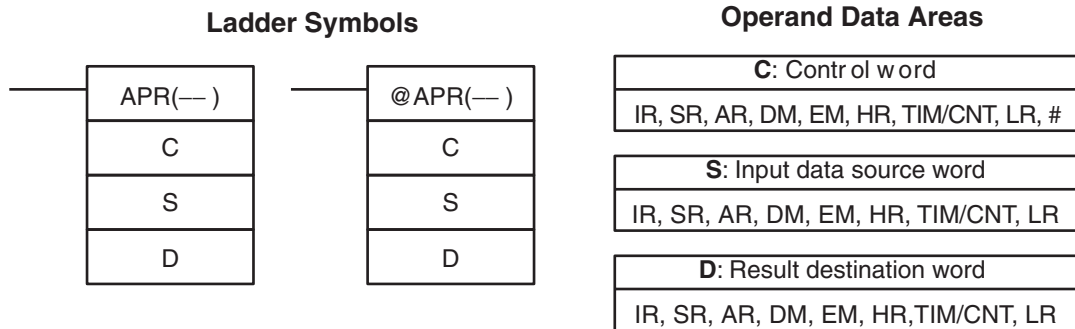 Ladder Symbols
APR(–– )
C
S
D
@APR(–– )
C
S
D
Operand Data Areas
C: Contr ol w ord
IR, SR, AR, DM, EM, HR, TIM/CNT, LR, #
S: Input data source word
IR, SR, AR, DM, EM, HR, TIM/CNT, LR
D: Result destination word
IR, SR, AR, DM, EM, HR,TIM/CNT, LR